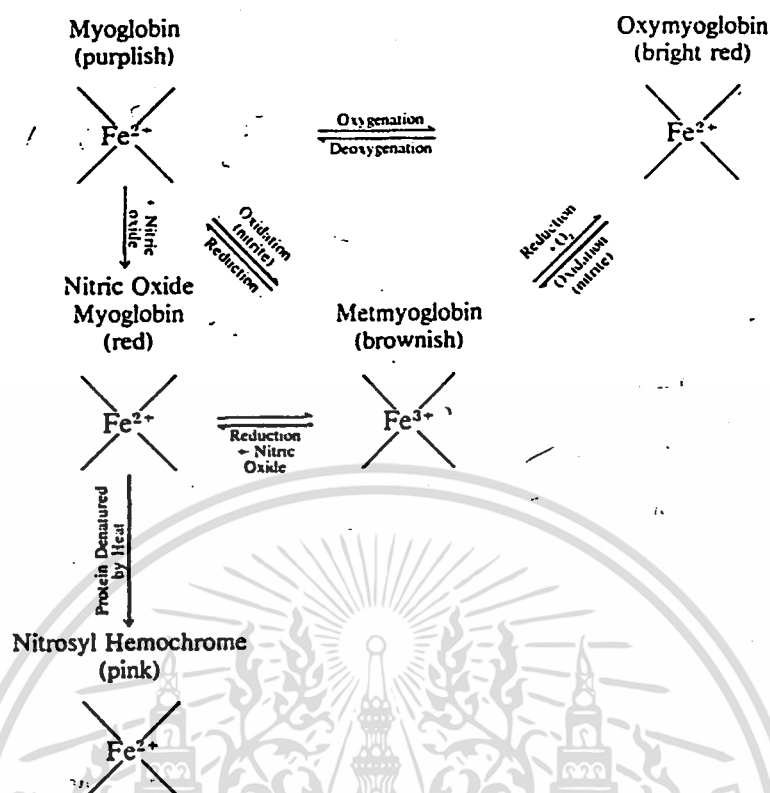 Myoglobin
(purplish)
Oxymyoglobin
(bright red)
Fe2+
Oxygenation
Deoxygenation
Fe2+
+ Nitric
oxide
Oxidation
(nitrite)
Reduction
Reduction
+ O2
Oxidation
(nitrite)
Nitric Oxide
Myoglobin
(red)
Metmyoglobin
(brownish)
Fe2+
Reduction
+ Nitric
Oxide
Fe3+
Protein Denatured
by Heat
Nitrosyl Hemochrome
(pink)
Fe2+